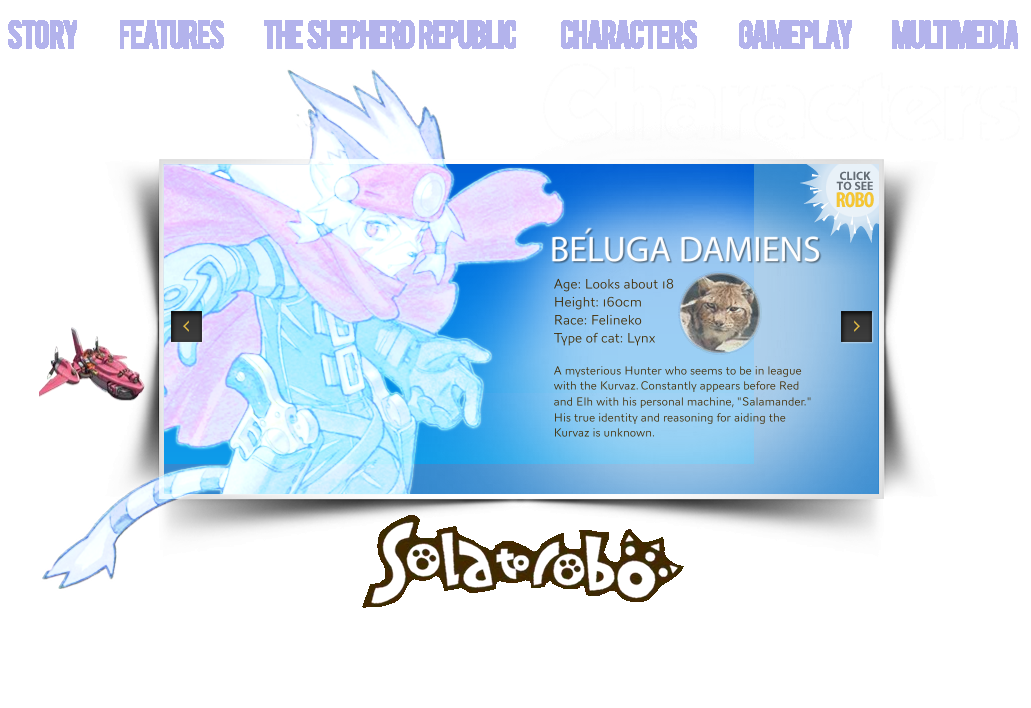 STORY FEATURES THE SHEPHERD REPUBLIC CHARACTERS GAMEPLAY MULTIMEDIA
Characters
CLICK
TO SEE
ROBO
BÉLUGA DAMIENS
Age: Looks about 18
Height: 160cm
Race: Felineko
Type of cat: Lynx
A mysterious Hunter who seems to be in league
with the Kurvaz. Constantly appears before Red
and Elh with his personal machine, "Salamander."
His true identity and reasoning for aiding the
Kurvaz is unknown.
Solatorobo